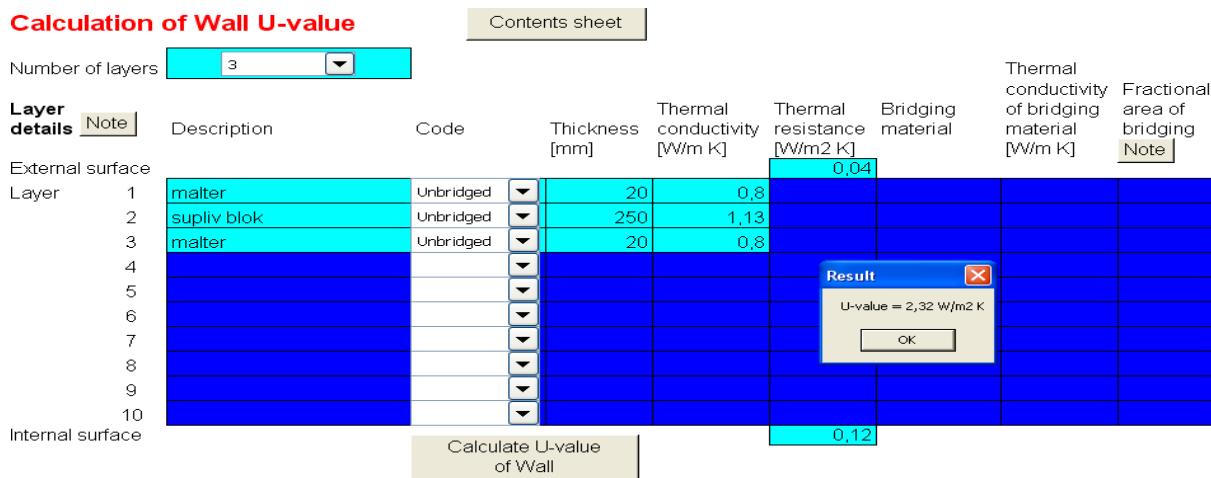 Calculation of Wall U-value
Contents sheet
Number of layers 3
Layer details Note Description Code Thickness [mm] Thermal conductivity [W/m K] Thermal resistance [W/m2 K] Bridging material Thermal conductivity of bridging material [W/m K] Fractional area of bridging Note
External surface 0,04
Layer 1 malter Unbridged 20 0,8
2 supliv blok Unbridged 250 1,13
3 malter Unbridged 20 0,8
4
5
6
7
8
9
10
Result
U-value = 2,32 W/m2 K
OK
Internal surface 0,12
Calculate U-value
of Wall